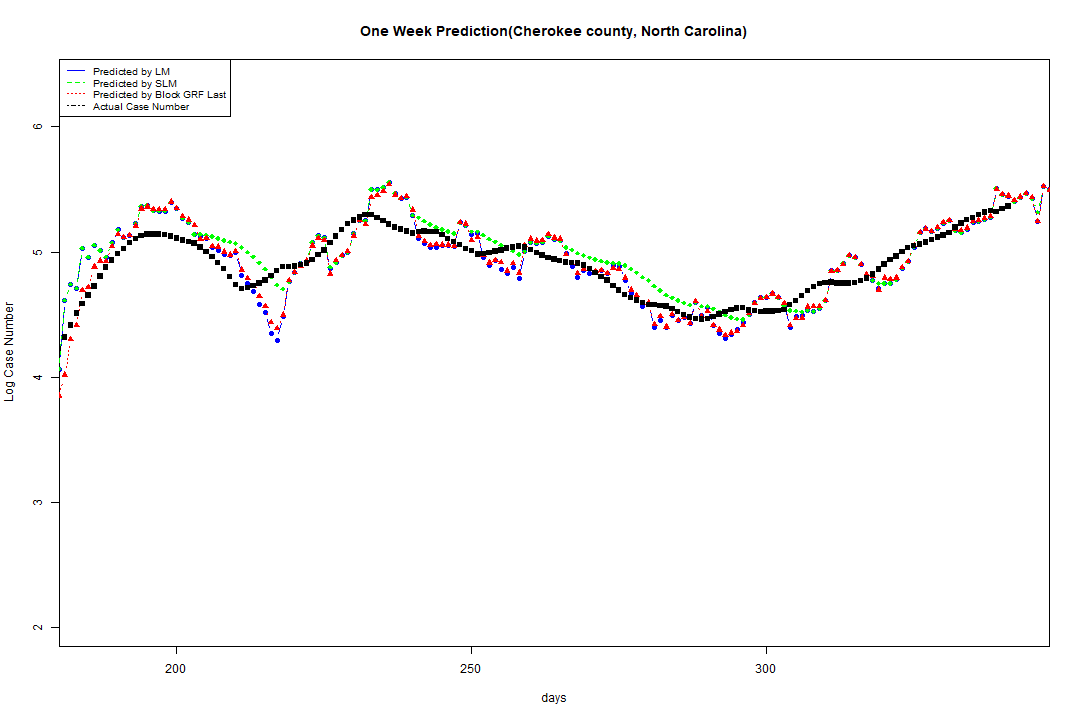 One Week Prediction(Cherokee county, North Carolina)
Predicted by LM
Predicted by SLM
Predicted by Block GRF Last
Actual Case Number
6
5
4
3
2
Log Case Number
200 250 300
days